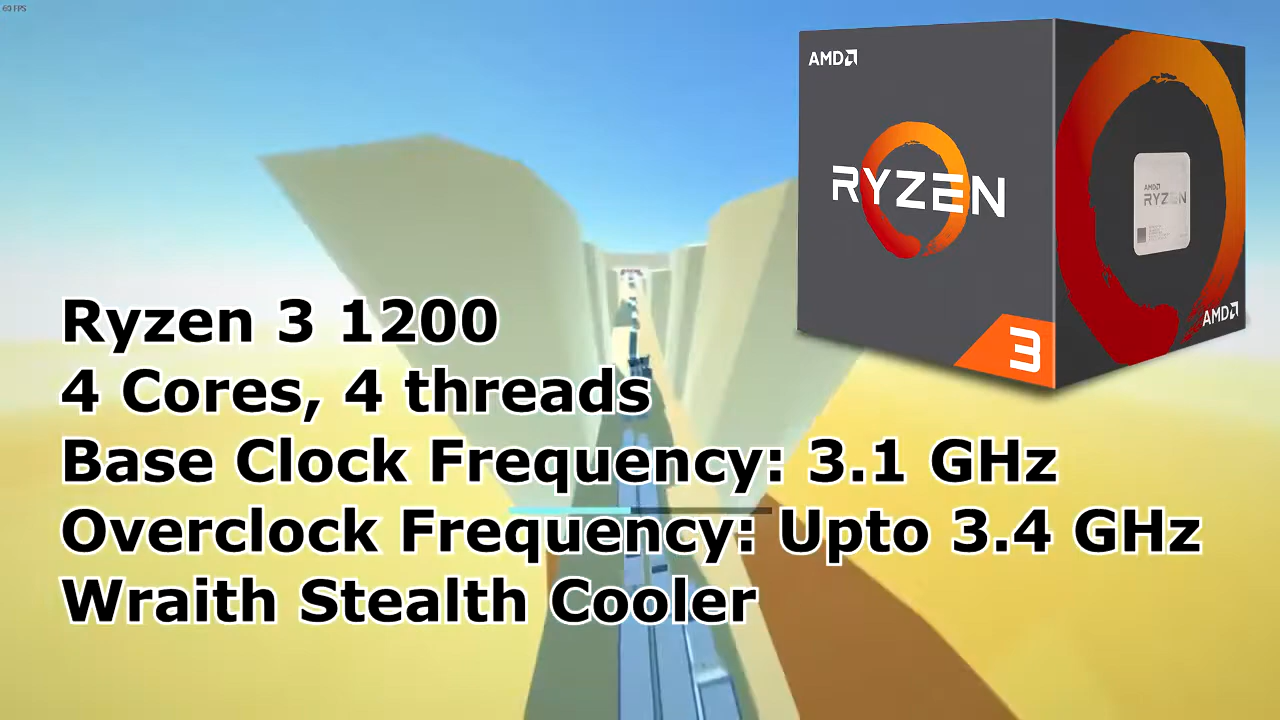 60 FPS
AMD
RYZEN
3
AMD
RYZEN
AMD
Ryzen 3 1200
4 Cores, 4 threads
Base Clock Frequency: 3.1 GHz
Overclock Frequency: Upto 3.4 GHz
Wraith Stealth Cooler